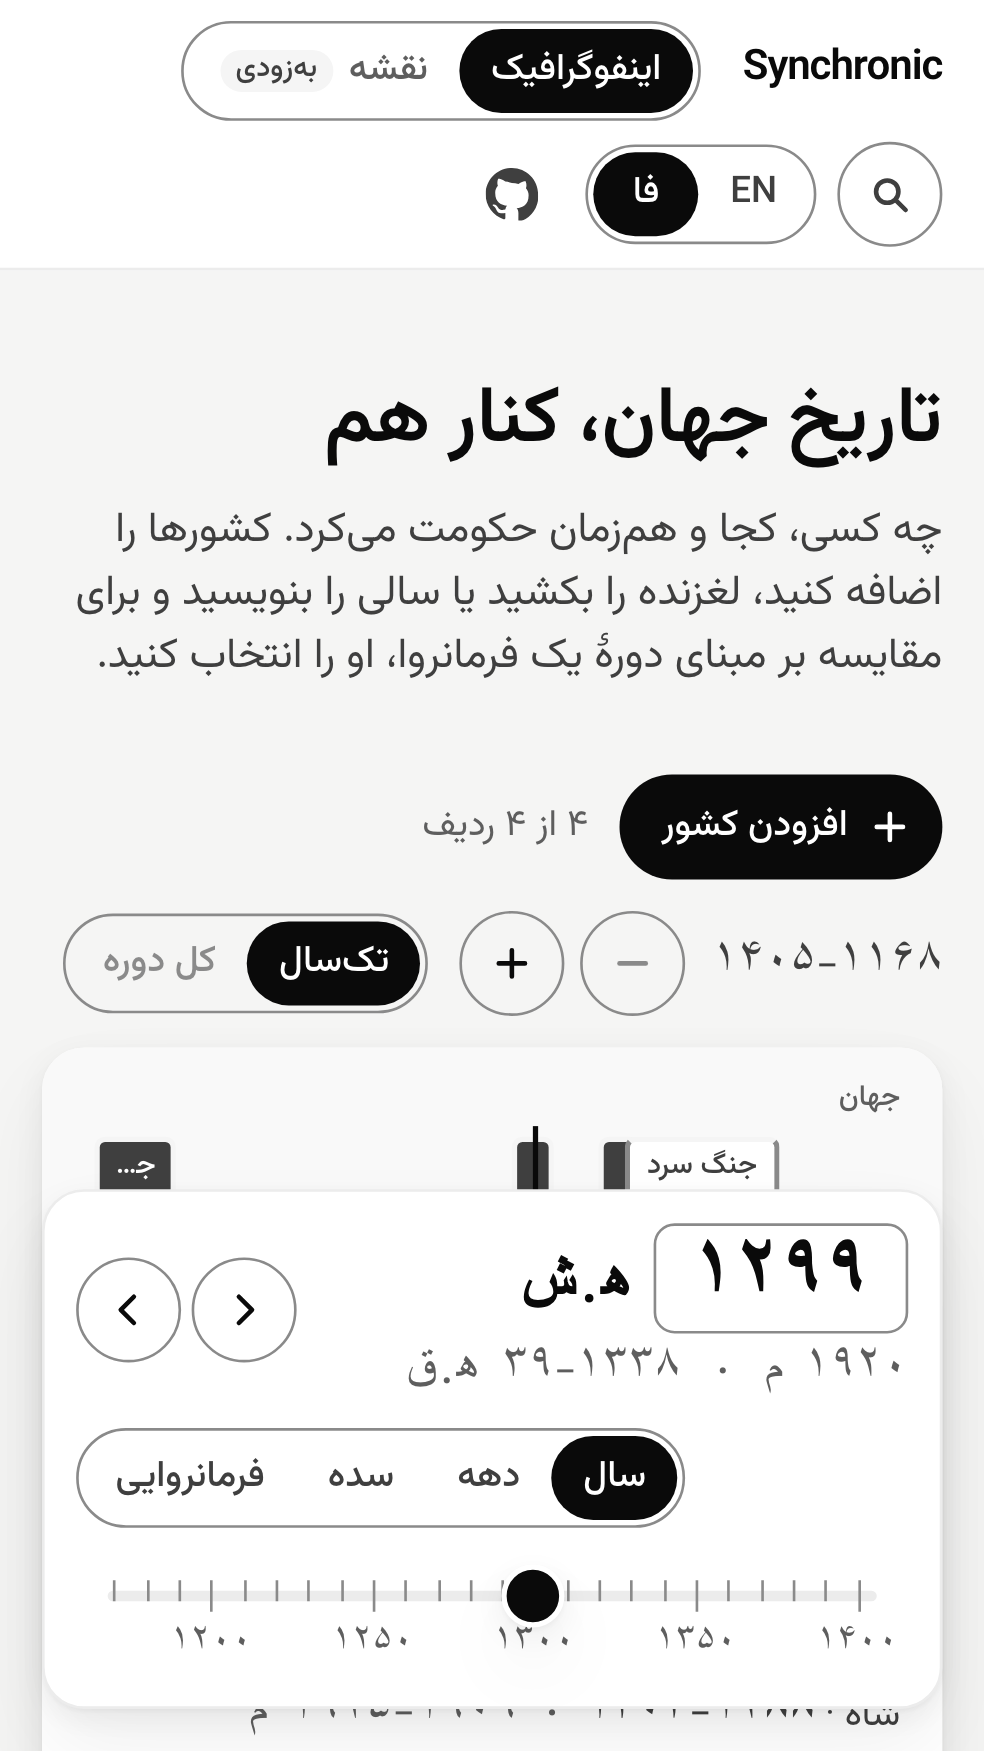 Synchronic
اینفوگرافیک
نقشه
به‌زودی
EN
فا
تاریخ جهان، کنار هم
چه کسی، کجا و هم‌زمان حکومت می‌کرد. کشورها را
اضافه کنید، لغزنده را بکشید یا سالی را بنویسید و برای
مقایسه بر مبنای دورهٔ یک فرمانروا، او را انتخاب کنید.
افزودن کشور
۴ از ۴ ردیف
۱۴۰۵–۱۱۶۸
تک‌سال
کل دوره
جهان
جنگ سرد
ج...
۱۲۹۹ ه.ش
۱۹۲۰ م · ۱۳۳۸–۳۹ ه.ق
سال
دهه
سده
فرمانروایی
۱۲۰۰
۱۲۵۰
۱۳۰۰
۱۳۵۰
۱۴۰۰
شاه